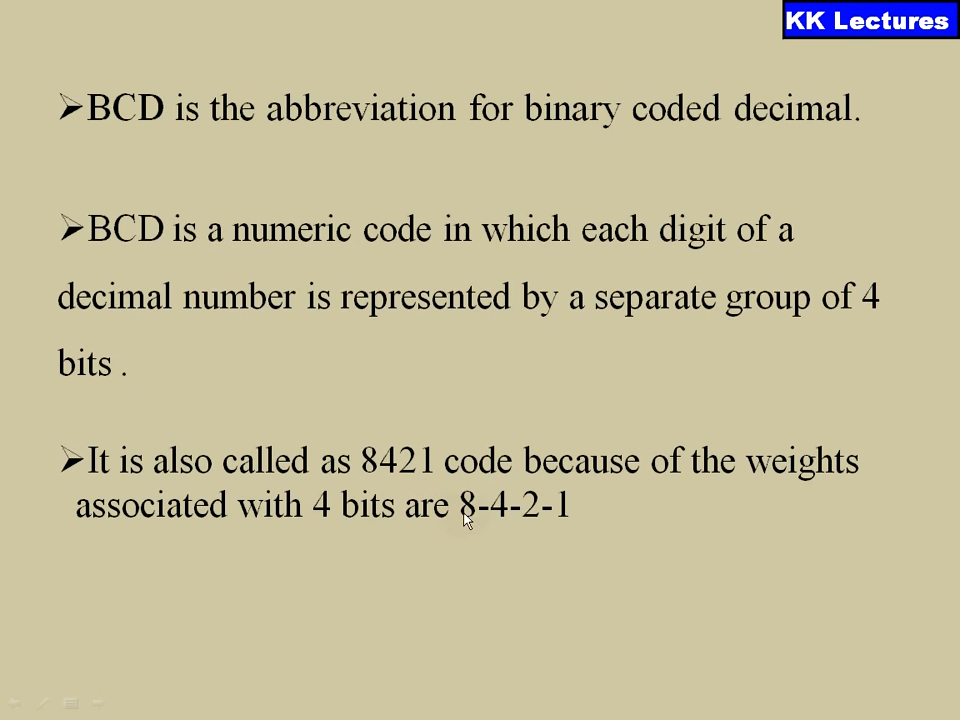 KK Lectures
➢BCD is the abbreviation for binary coded decimal.
➢BCD is a numeric code in which each digit of a
decimal number is represented by a separate group of 4
bits .
➢It is also called as 8421 code because of the weights
associated with 4 bits are 8-4-2-1